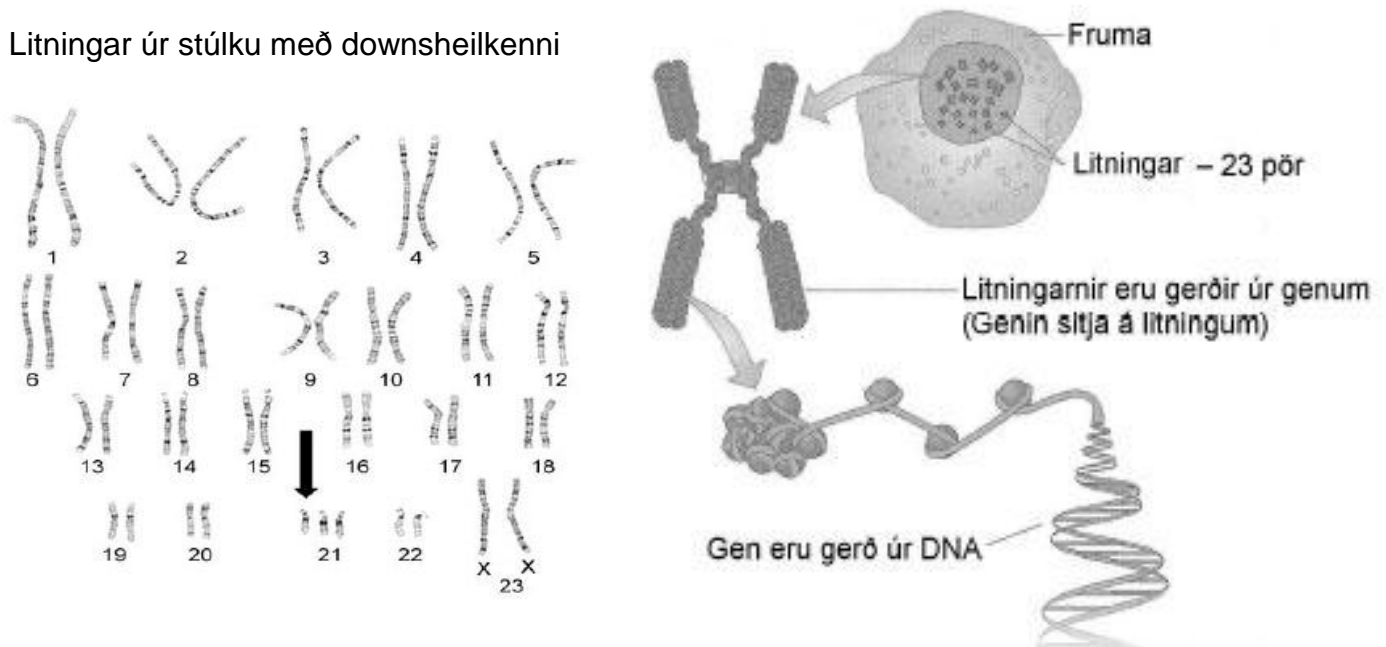 Litningar úr stúlku með downsheilkenni
1 2 3 4 5
6 7 8 9 10 11 12
13 14 15 16 17 18
19 20 21 22
X X
23
Fruma
Litningar – 23 pör
Litningarnir eru gerðir úr genum
(Genin sitja á litningum)
Gen eru gerð úr DNA